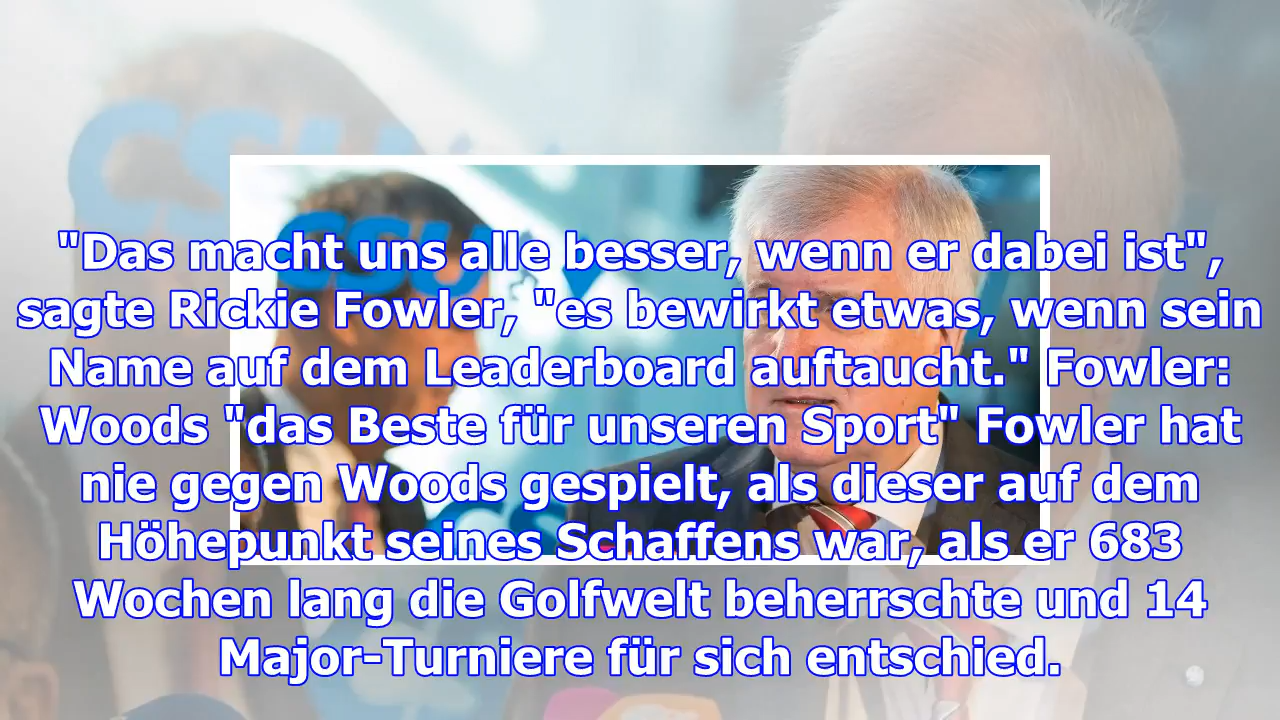 CSU
CSU
"Das macht uns alle besser, wenn er dabei ist",
sagte Rickie Fowler, "es bewirkt etwas, wenn sein
Name auf dem Leaderboard auftaucht." Fowler:
Woods "das Beste für unseren Sport" Fowler hat
nie gegen Woods gespielt, als dieser auf dem
Höhepunkt seines Schaffens war, als er 683
Wochen lang die Golfwelt beherrschte und 14
Major-Turniere für sich entschied.